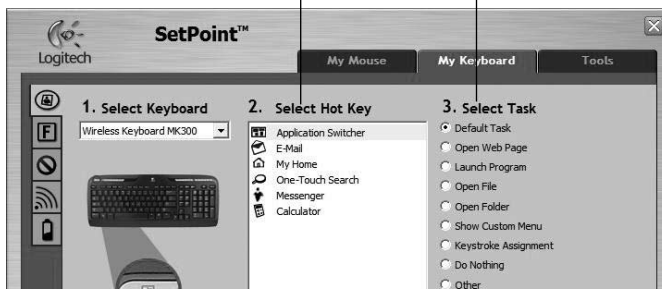 SetPoint™
Logitech
My Mouse
My Keyboard
Tools
1. Select Keyboard
Wireless Keyboard MK300
2. Select Hot Key
Application Switcher
E-Mail
My Home
One-Touch Search
Messenger
Calculator
3. Select Task
Default Task
Open Web Page
Launch Program
Open File
Open Folder
Show Custom Menu
Keystroke Assignment
Do Nothing
Other
F